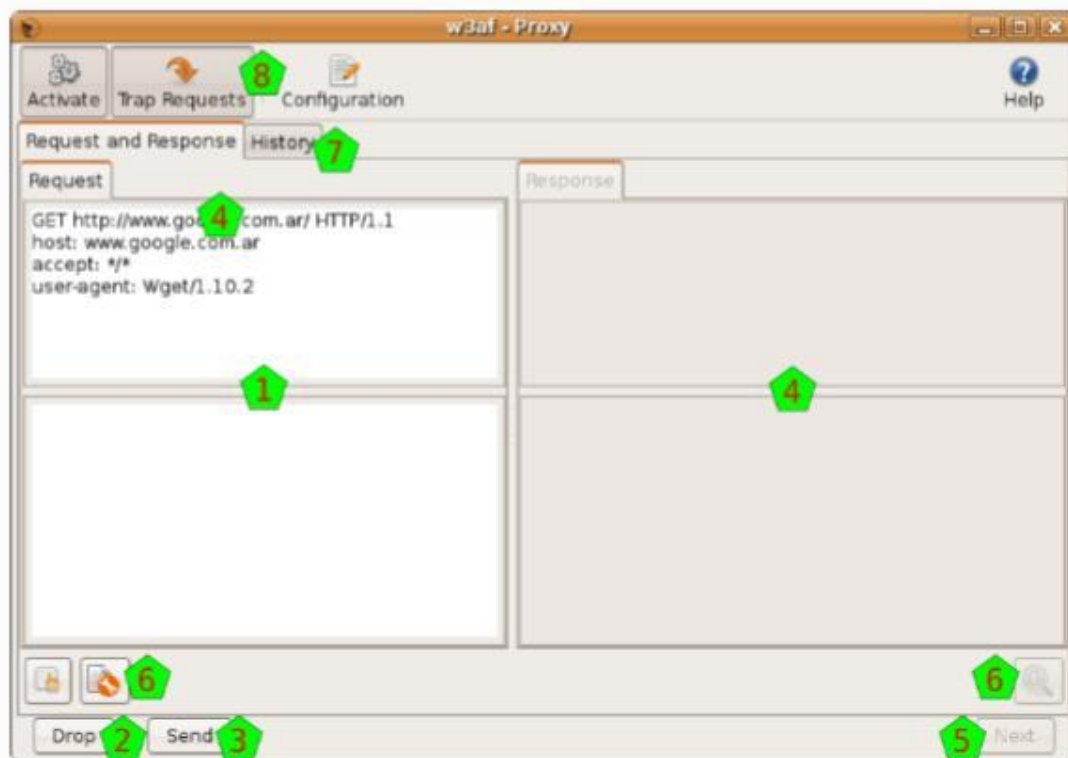 w3af - Proxy
Activate Trap Requests 8 Configuration Help
Request and Response History 7
Request Response
4
GET http://www.goo com.ar/ HTTP/1.1
host: www.google.com.ar
accept: */*
user-agent: Wget/1.10.2
1 4
6 6
Drop 2 Send 3 5 Next